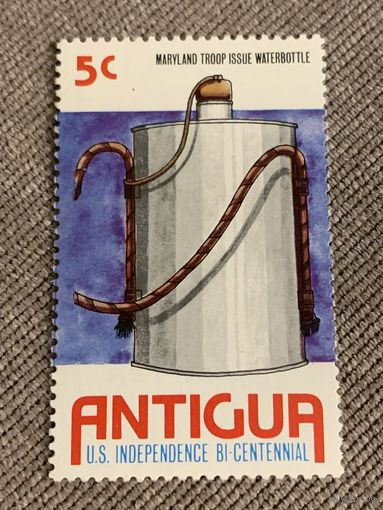 5c MARYLAND TROOP ISSUE WATERBOTTLE
ANTIGUA
U.S. INDEPENDENCE BI-CENTENNIAL